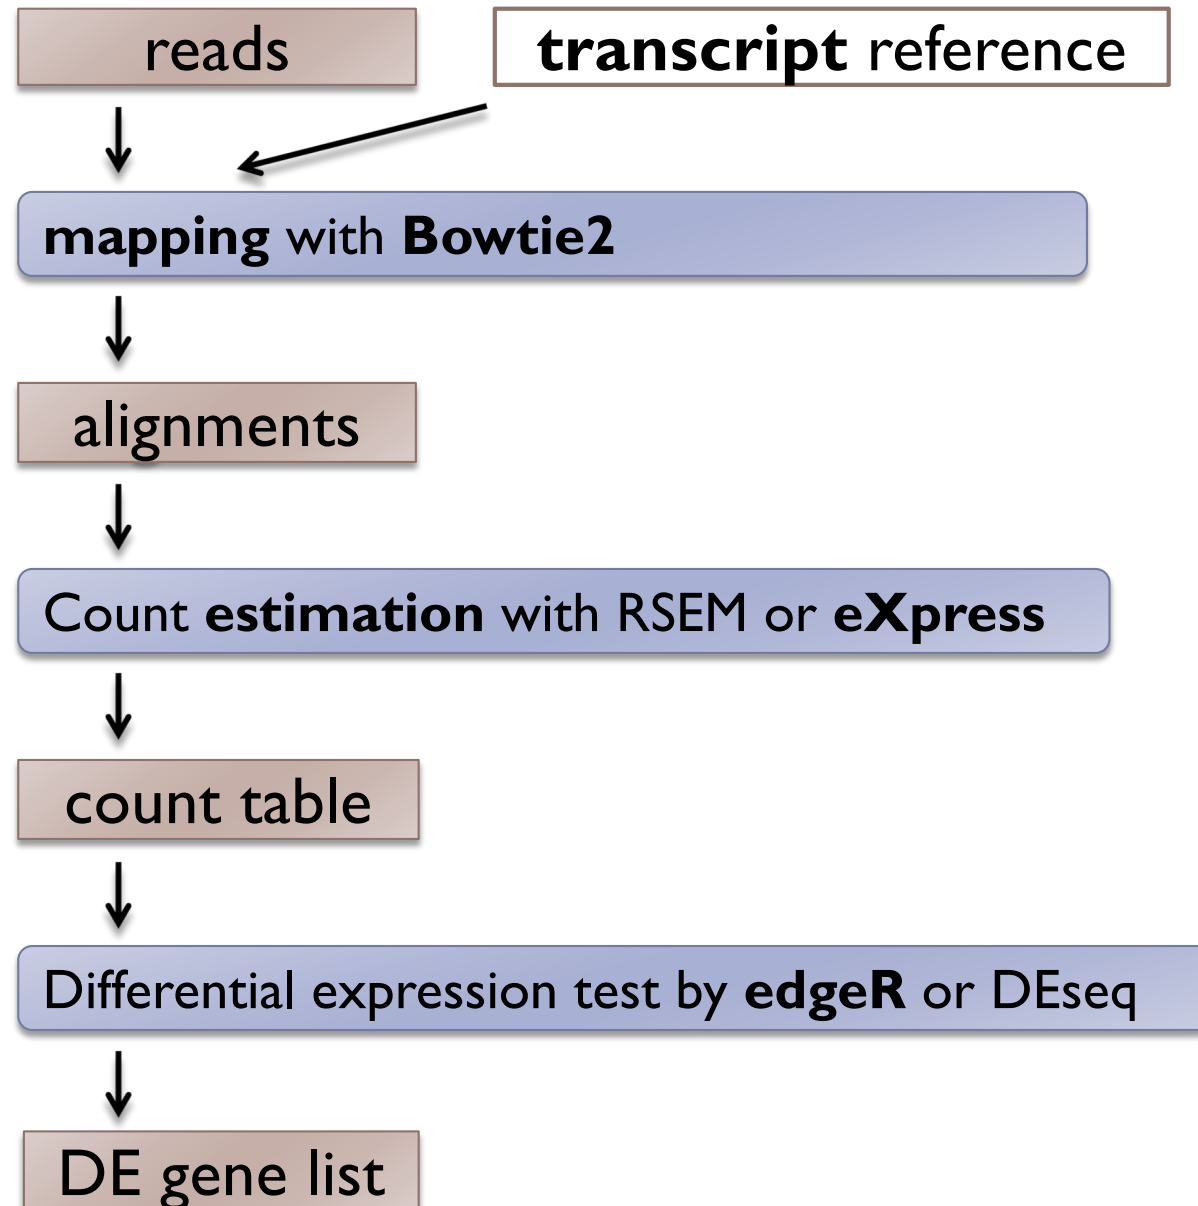 reads
transcript reference
mapping with Bowtie2
alignments
Count estimation with RSEM or eXpress
count table
Differential expression test by edgeR or DEseq
DE gene list